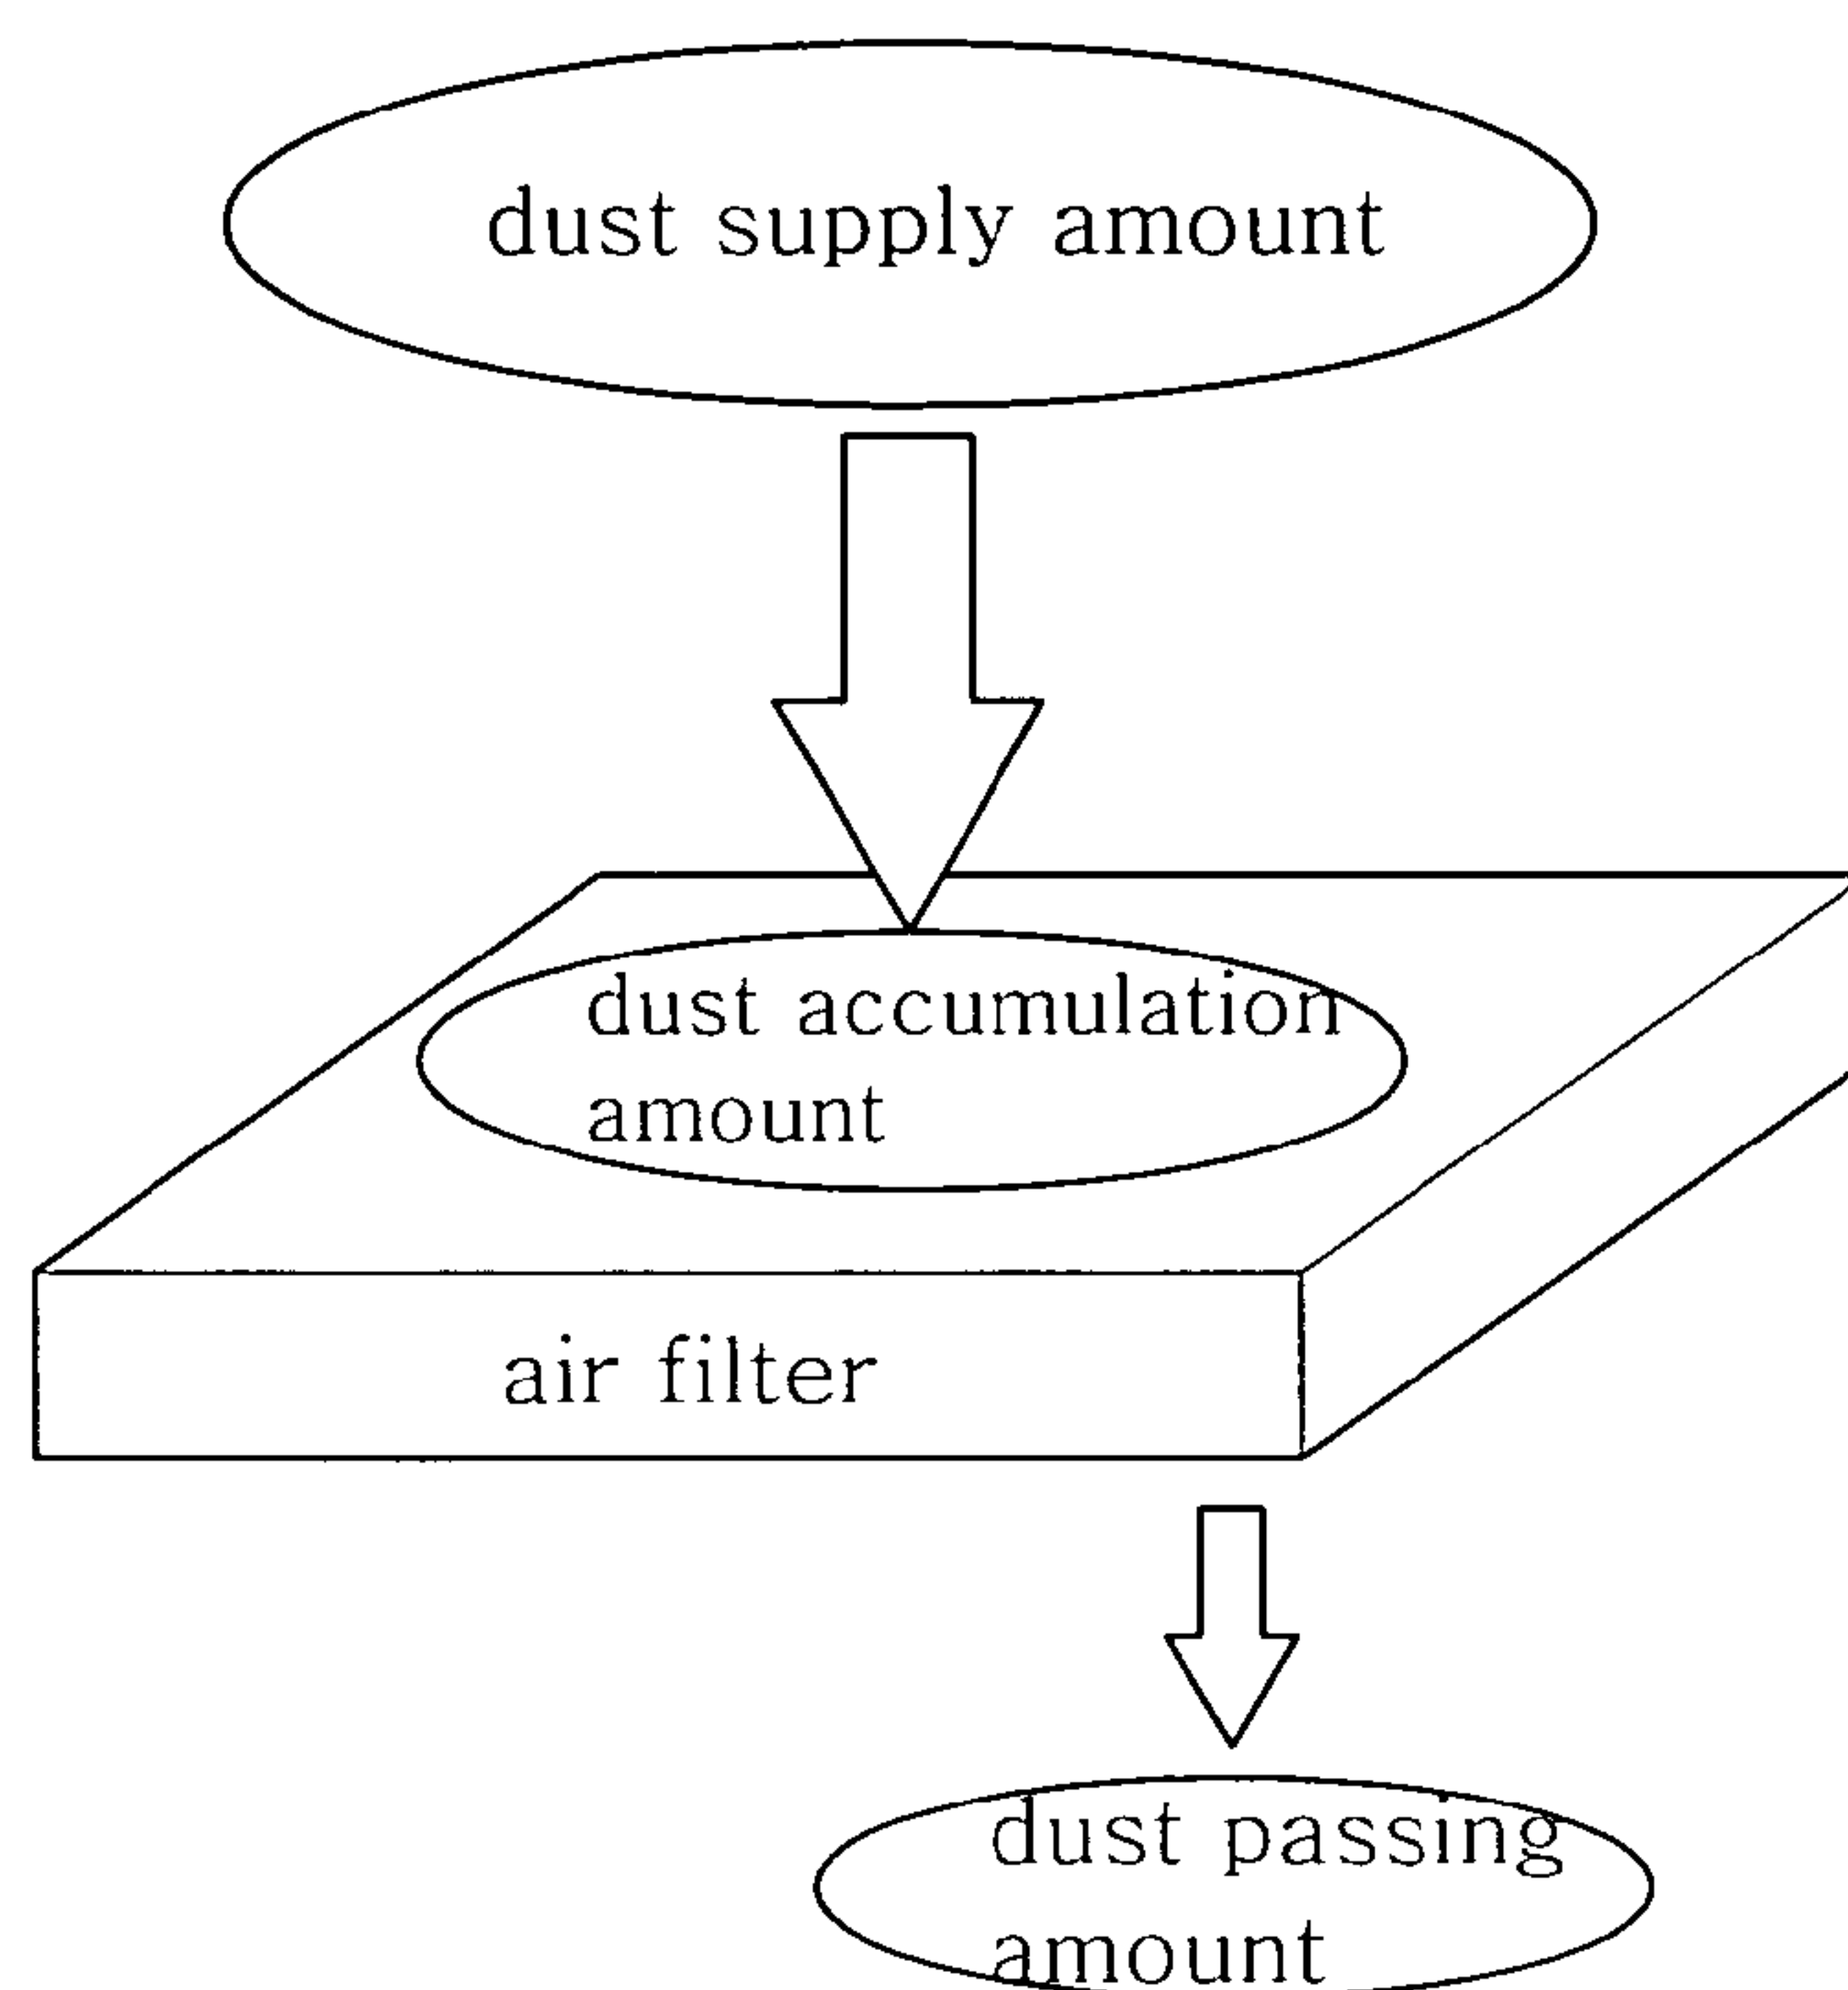 dust supply amount
dust accumulation
amount
air filter
dust passing
amount